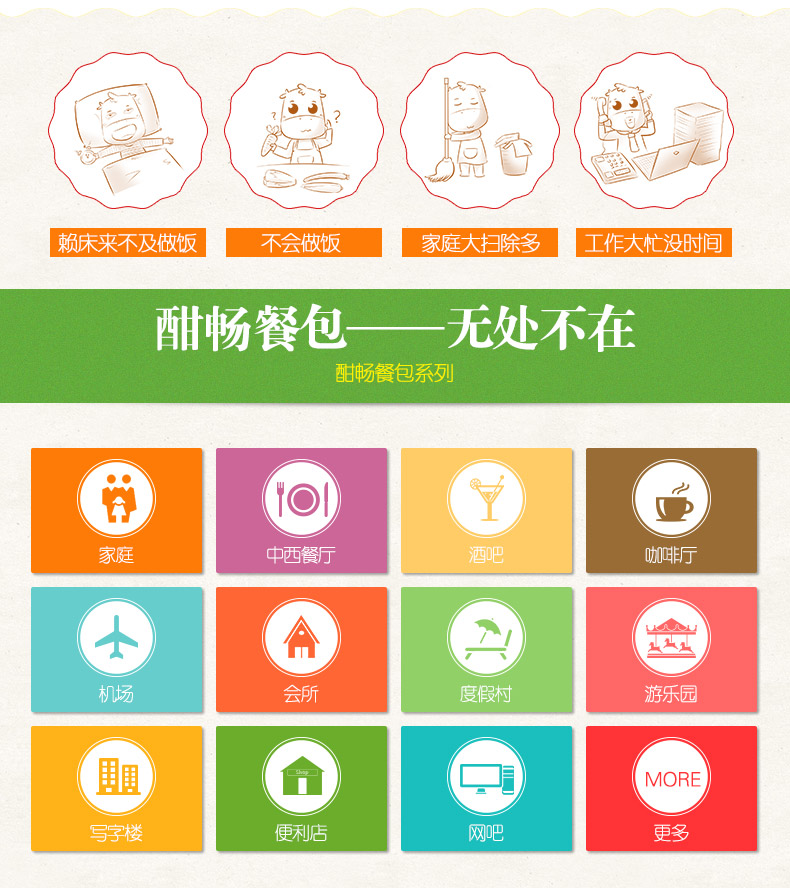 赖床来不及做饭
不会做饭
家庭大扫除多
工作大忙没时间
酣畅餐包——无处不在
酣畅餐包系列
家庭
中西餐厅
酒吧
咖啡厅
机场
会所
度假村
游乐园
Shop
MORE
写字楼
便利店
网吧
更多